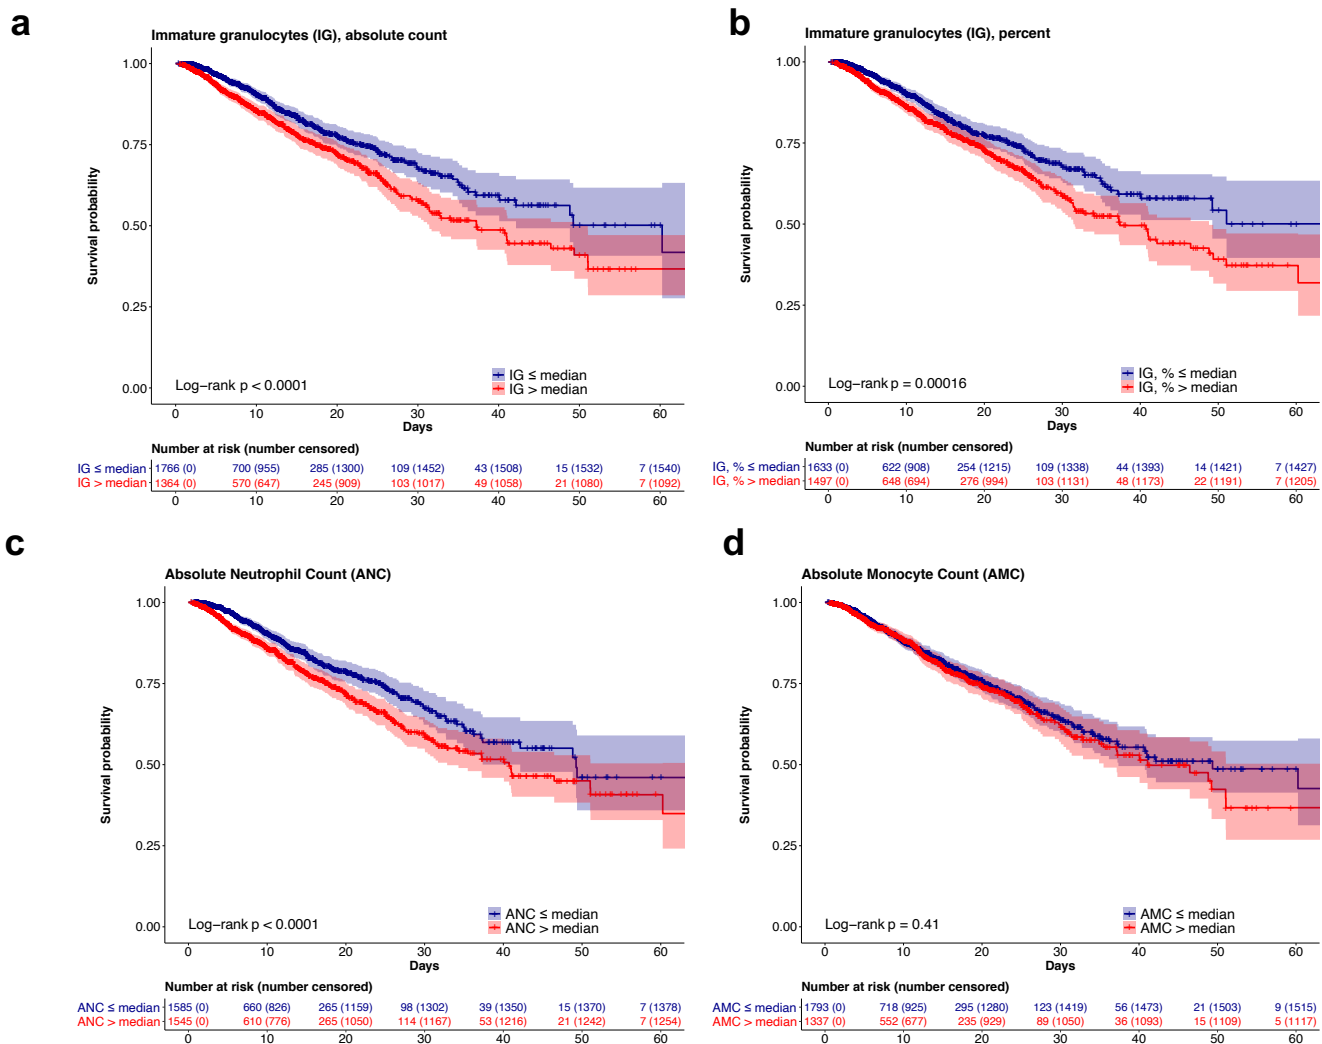 a
Immature granulocytes (IG), absolute count
1.00
0.75
0.50
0.25
0.00
Survival probability
Log−rank p < 0.0001
IG ≤ median
IG > median
0 10 20 30 40 50 60
Days
Number at risk (number censored)
IG ≤ median 1766 (0) 700 (955) 285 (1300) 109 (1452) 43 (1508) 15 (1532) 7 (1540)
IG > median 1364 (0) 570 (647) 245 (909) 103 (1017) 49 (1058) 21 (1080) 7 (1092)
0 10 20 30 40 50 60
b
Immature granulocytes (IG), percent
1.00
0.75
0.50
0.25
0.00
Survival probability
Log−rank p = 0.00016
IG, % ≤ median
IG, % > median
0 10 20 30 40 50 60
Days
Number at risk (number censored)
IG, % ≤ median 1633 (0) 622 (908) 254 (1215) 109 (1338) 44 (1393) 14 (1421) 7 (1427)
IG, % > median 1497 (0) 648 (694) 276 (994) 103 (1131) 48 (1173) 22 (1191) 7 (1205)
0 10 20 30 40 50 60
c
Absolute Neutrophil Count (ANC)
1.00
0.75
0.50
0.25
0.00
Survival probability
Log−rank p < 0.0001
ANC ≤ median
ANC > median
0 10 20 30 40 50 60
Days
Number at risk (number censored)
ANC ≤ median 1585 (0) 660 (826) 265 (1159) 98 (1302) 39 (1350) 15 (1370) 7 (1378)
ANC > median 1545 (0) 610 (776) 265 (1050) 114 (1167) 53 (1216) 21 (1242) 7 (1254)
0 10 20 30 40 50 60
d
Absolute Monocyte Count (AMC)
1.00
0.75
0.50
0.25
0.00
Survival probability
Log−rank p = 0.41
AMC ≤ median
AMC > median
0 10 20 30 40 50 60
Days
Number at risk (number censored)
AMC ≤ median 1793 (0) 718 (925) 295 (1280) 123 (1419) 56 (1473) 21 (1503) 9 (1515)
AMC > median 1337 (0) 552 (677) 235 (929) 89 (1050) 36 (1093) 15 (1109) 5 (1117)
0 10 20 30 40 50 60